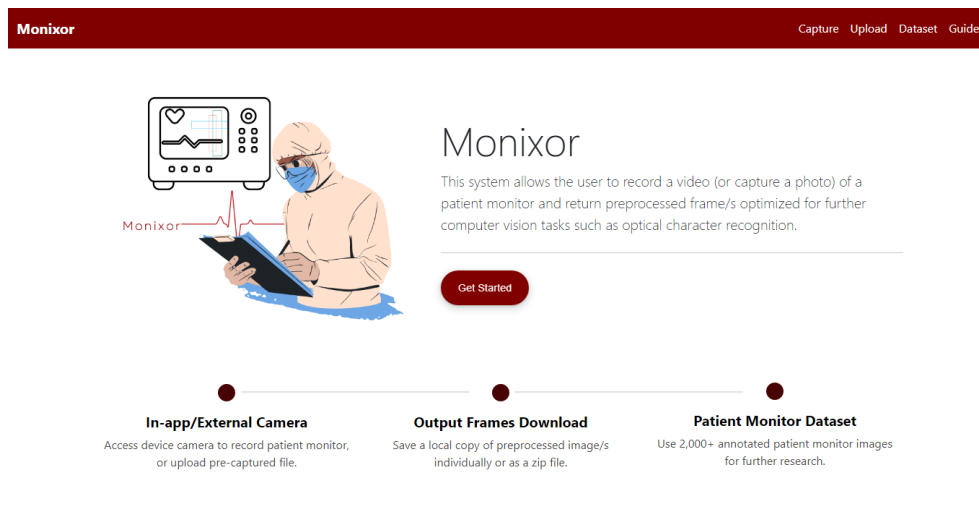 Monixor
Capture Upload Dataset Guide
Monixor
Monixor
This system allows the user to record a video (or capture a photo) of a
patient monitor and return preprocessed frame/s optimized for further
computer vision tasks such as optical character recognition.
Get Started
In-app/External Camera
Access device camera to record patient monitor,
or upload pre-captured file.
Output Frames Download
Save a local copy of preprocessed image/s
individually or as a zip file.
Patient Monitor Dataset
Use 2,000+ annotated patient monitor images
for further research.